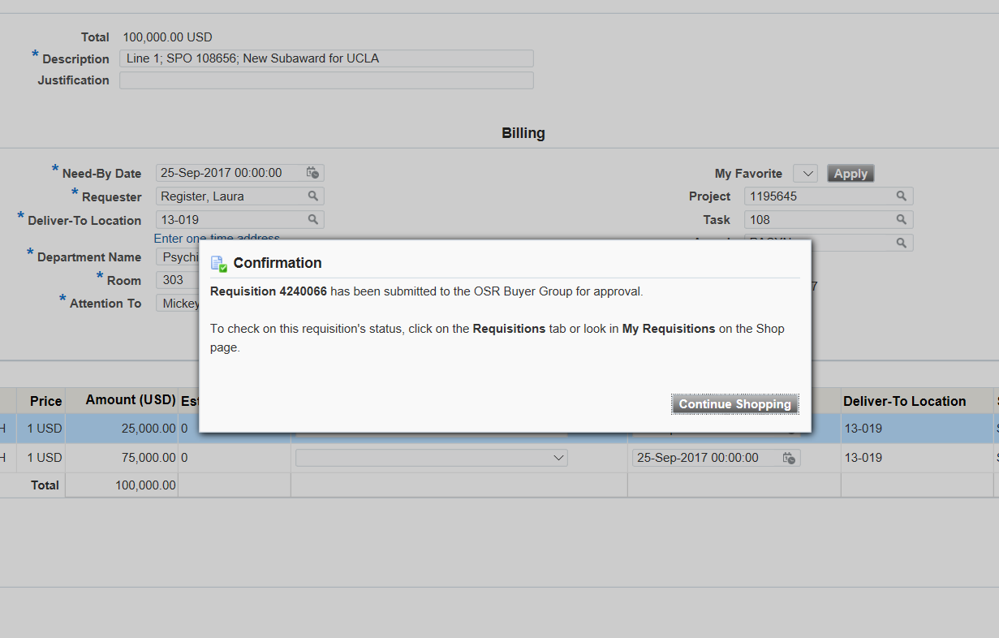 Total 100,000.00 USD
* Description Line 1; SPO 108656; New Subaward for UCLA
Justification
Billing
* Need-By Date 25-Sep-2017 00:00:00 My Favorite Apply
* Requester Register, Laura Project 1195645
* Deliver-To Location 13-019 Task 108
Enter one-time address
* Department Name Psychi
* Room 303 7
* Attention To Mickey
Confirmation
Requisition 4240066 has been submitted to the OSR Buyer Group for approval.
To check on this requisition's status, click on the Requisitions tab or look in My Requisitions on the Shop
page.
Continue Shopping
Price Amount (USD) Est Deliver-To Location
H 1 USD 25,000.00 0 13-019
H 1 USD 75,000.00 0 25-Sep-2017 00:00:00 13-019
Total 100,000.00